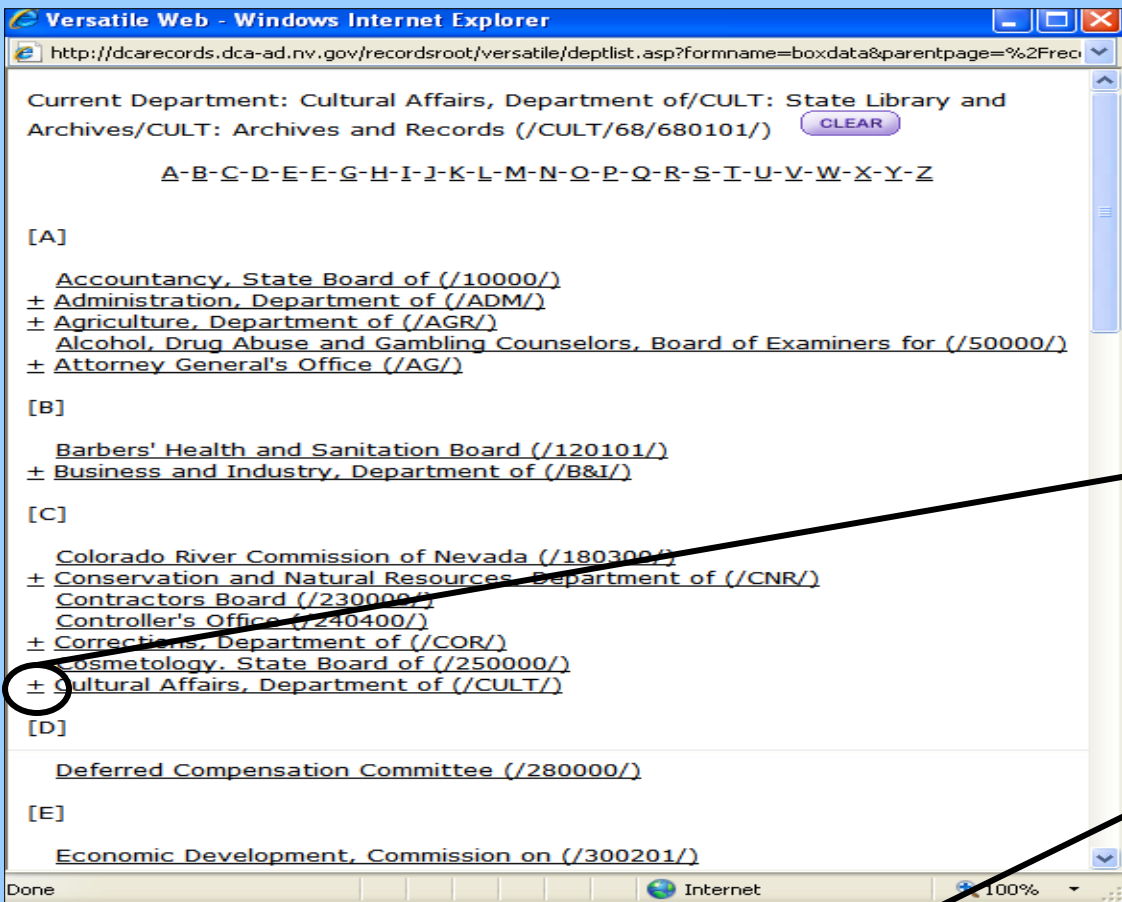 Versatile Web - Windows Internet Explorer
http://dcarecords.dca-ad.nv.gov/recordsroot/versatile/deptlist.asp?formname=boxdata&parentpage=%2Frec
Current Department: Cultural Affairs, Department of/CULT: State Library and
Archives/CULT: Archives and Records (/CULT/68/680101/) CLEAR
A-B-C-D-E-F-G-H-I-J-K-L-M-N-O-P-Q-R-S-T-U-V-W-X-Y-Z
[A]
Accountancy, State Board of (/10000/)
+ Administration, Department of (/ADM/)
+ Agriculture, Department of (/AGR/)
Alcohol, Drug Abuse and Gambling Counselors, Board of Examiners for (/50000/)
+ Attorney General's Office (/AG/)
[B]
Barbers' Health and Sanitation Board (/120101/)
+ Business and Industry, Department of (/B&I/)
[C]
Colorado River Commission of Nevada (/180300/)
+ Conservation and Natural Resources, Department of (/CNR/)
Contractors Board (/230000/)
Controller's Office (/240400/)
+ Corrections, Department of (/COR/)
Cosmetology. State Board of (/250000/)
+ Cultural Affairs, Department of (/CULT/)
[D]
Deferred Compensation Committee (/280000/)
[E]
Economic Development, Commission on (/300201/)
Done Internet 100%